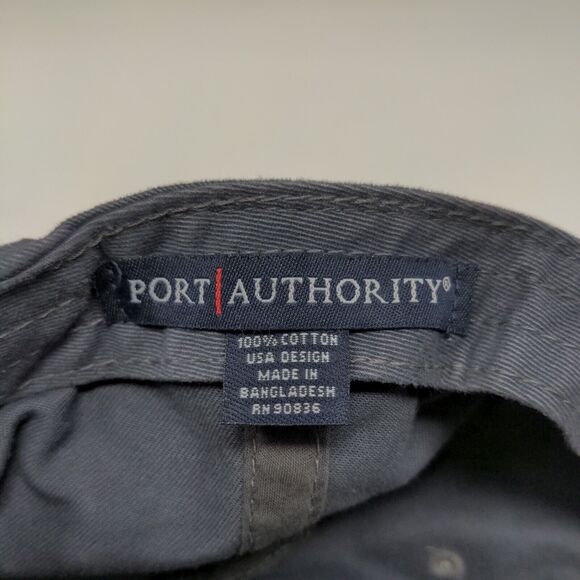 PORT|AUTHORITY®
100% COTTON
USA DESIGN
MADE IN
BANGLADESH
RN 90836